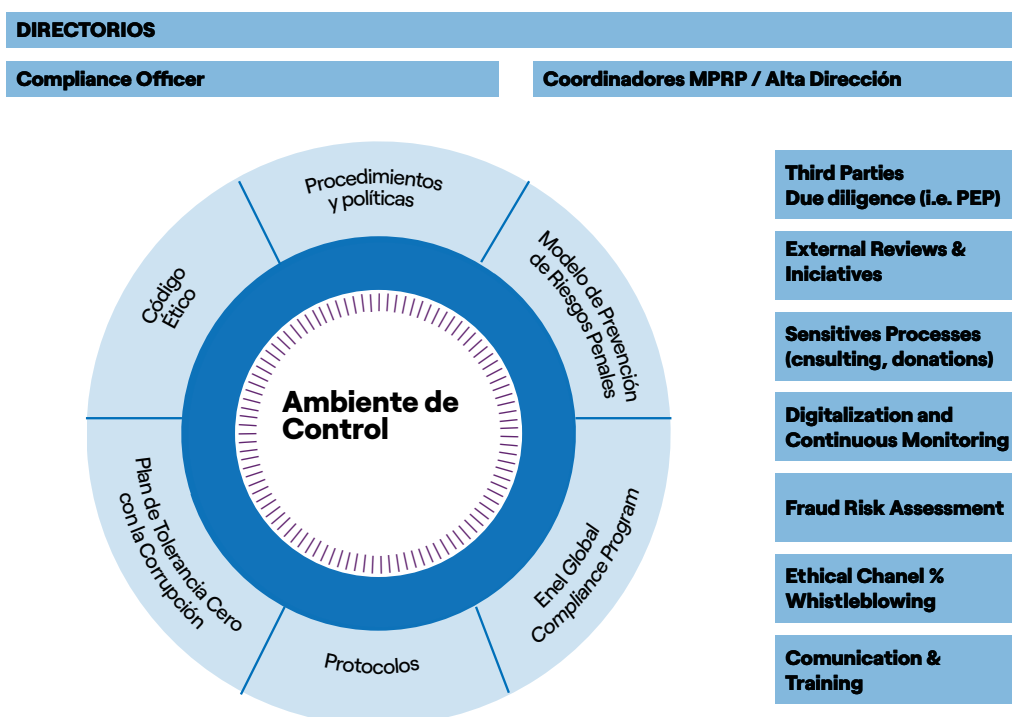 DIRECTORIOS
Compliance Officer
Coordinadores MPRP / Alta Dirección
Procedimientos
y políticas
Modelo de Prevención
de Riesgos Penales
Enel Global
Compliance Program
Protocolos
Plan de Tolerancia Cero
con la Corrupción
Código
Ético
Ambiente de
Control
Third Parties
Due diligence (i.e. PEP)
External Reviews &
Iniciatives
Sensitives Processes
(cnsulting, donations)
Digitalization and
Continuous Monitoring
Fraud Risk Assessment
Ethical Chanel %
Whistleblowing
Comunication &
Training